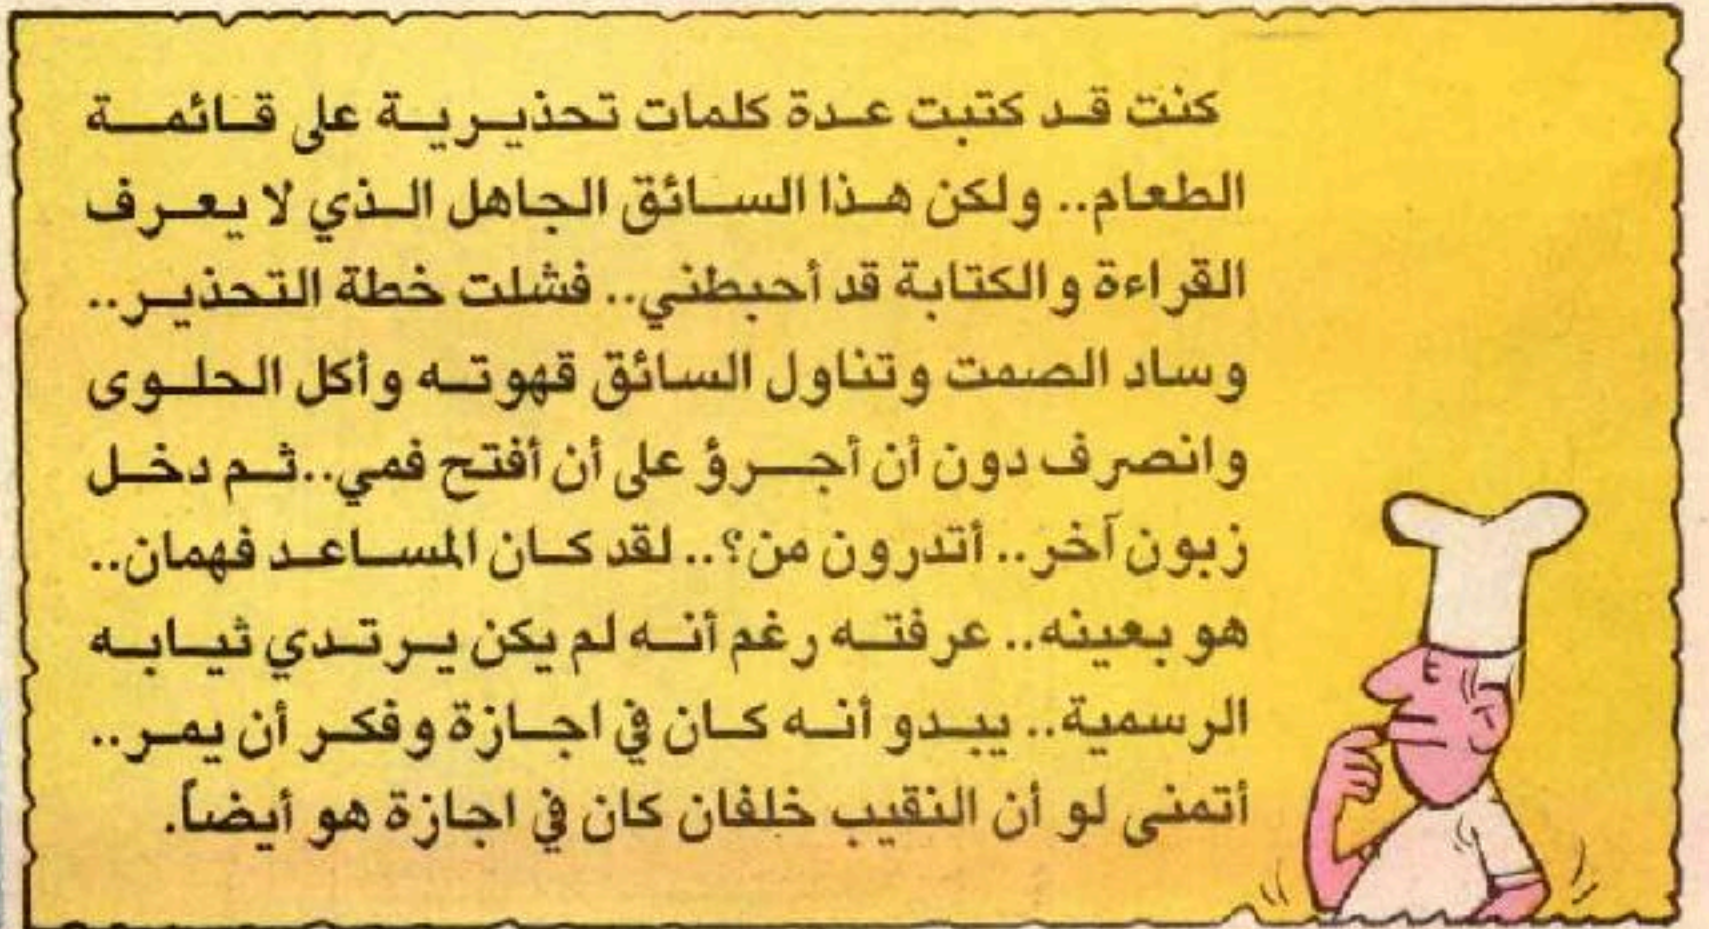 كنت قد كتبت عدة كلمات تحذيرية على قائمة
الطعام.. ولكن هذا السائق الجاهل الذي لا يعرف
القراءة والكتابة قد أحبطني.. فشلت خطة التحذير..
وساد الصمت وتناول السائق قهوته وأكل الحلوى
وانصرف دون أن أجرؤ على أن أفتح فمي..ثم دخل
زبون آخر.. أتدرون من؟.. لقد كان المساعد فهمان..
هو بعينه.. عرفته رغم أنه لم يكن يرتدي ثيابه
الرسمية.. يبدو أنه كان في اجازة وفكر أن يمر..
أتمنى لو أن النقيب خلفان كان في اجازة هو أيضاً.